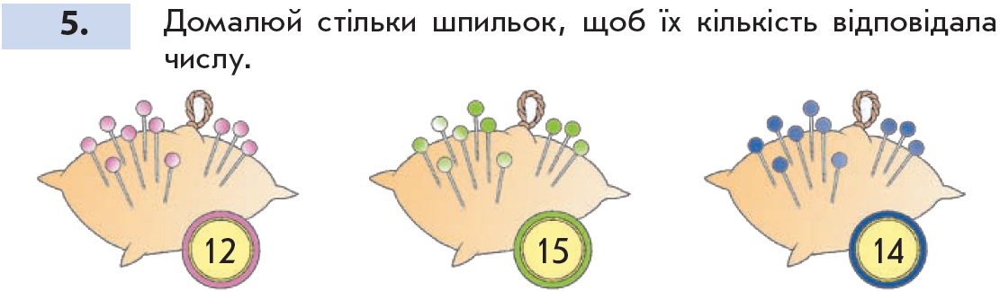 5. Домалюй стільки шпильок, щоб їх кількість відповідала
числу.
12 15 14